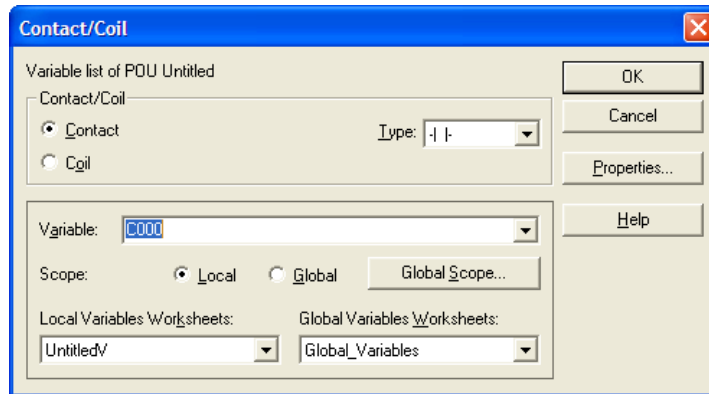 Contact/Coil
Variable list of POU Untitled
Contact/Coil
Contact
Type: -| |-
Coil
OK
Cancel
Properties...
Help
Variable: C000
Scope: Local Global Global Scope...
Local Variables Worksheets: Global Variables Worksheets:
UntitledV Global_Variables